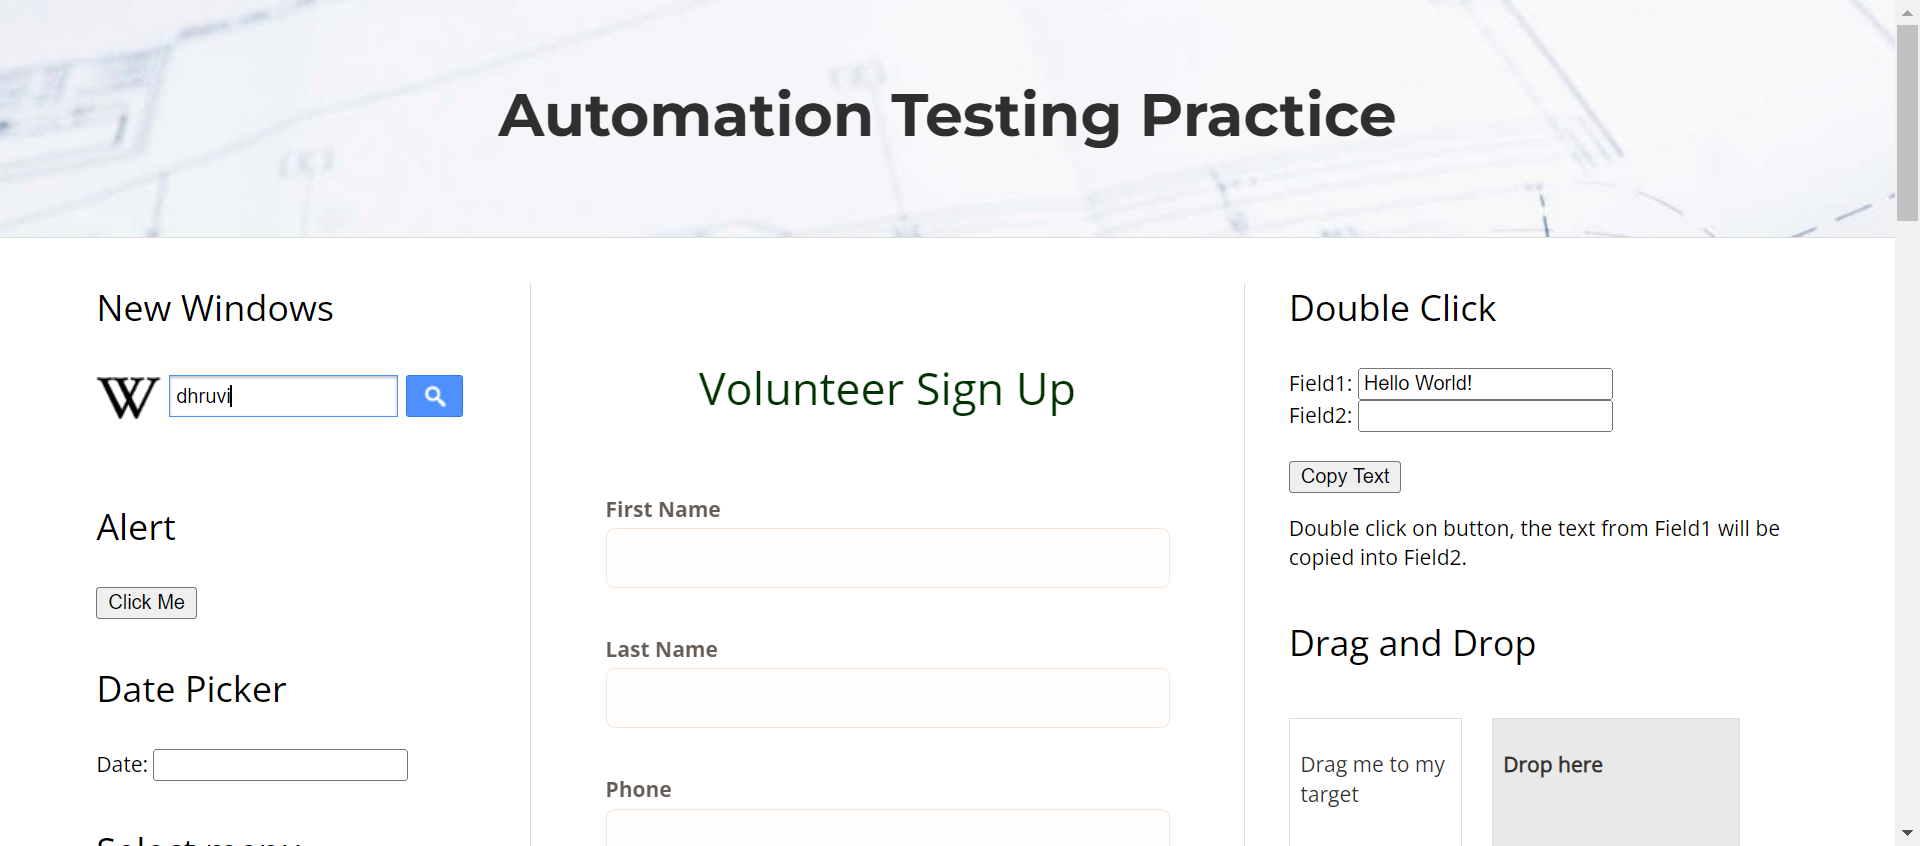 Automation Testing Practice
New Windows
W dhruvi
Alert
Click Me
Date Picker
Date:
Select menu
Volunteer Sign Up
First Name
Last Name
Phone
Double Click
Field1: Hello World!
Field2:
Copy Text
Double click on button, the text from Field1 will be
copied into Field2.
Drag and Drop
Drag me to my
target
Drop here